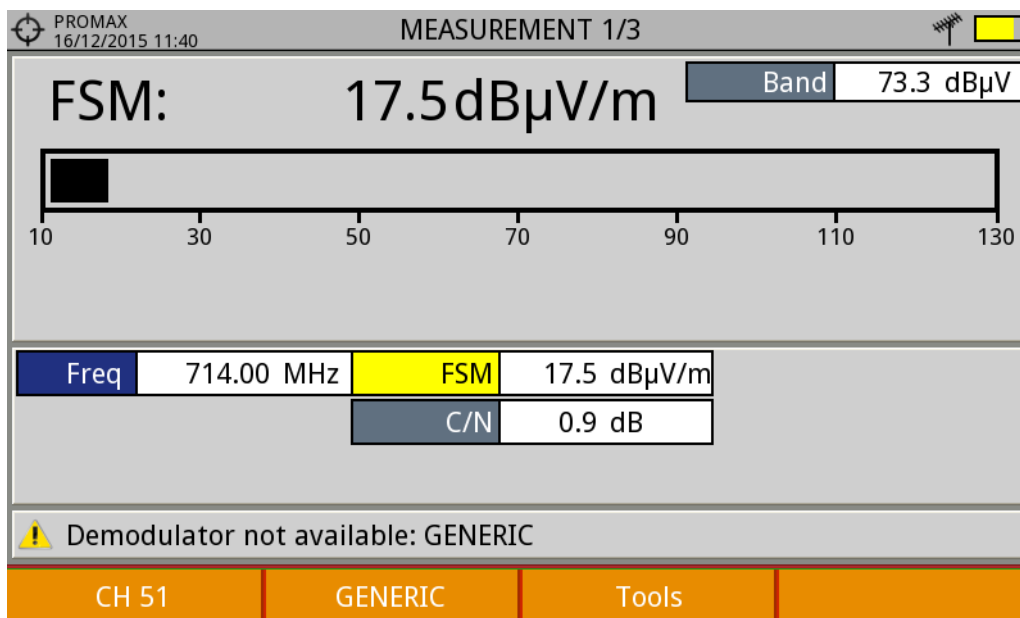 PROMAX
16/12/2015 11:40
MEASUREMENT 1/3
FSM: 17.5 dBµV/m
Band 73.3 dBµV
10 30 50 70 90 110 130
Freq 714.00 MHz FSM 17.5 dBµV/m
C/N 0.9 dB
Demodulator not available: GENERIC
CH 51 GENERIC Tools